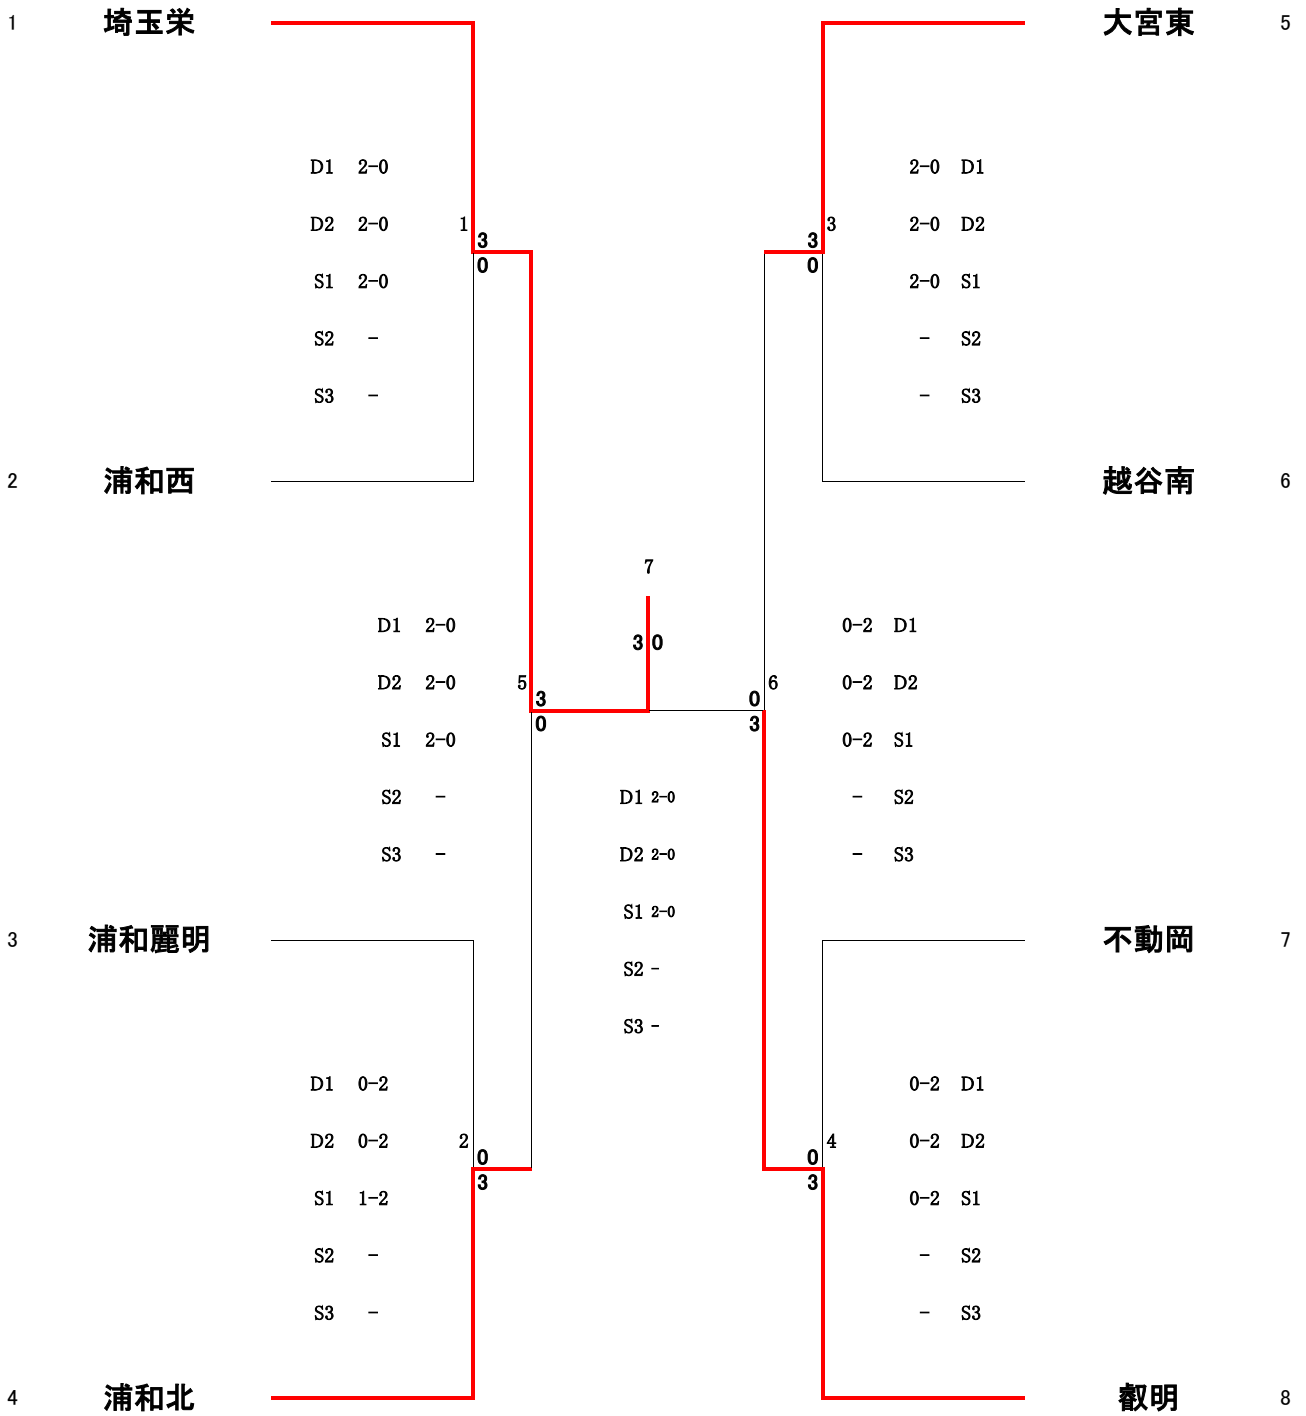 1 埼玉栄 大宮東 5
D1 2-0 2-0 D1
D2 2-0 1 3 2-0 D2
3 3
0 0
S1 2-0 2-0 S1
S2 - - S2
S3 - - S3
2 浦和西 越谷南 6
7
D1 2-0 0-2 D1
3 0
D2 2-0 5 6 0-2 D2
3 0
0 3
S1 2-0 0-2 S1
S2 - D1 2-0 - S2
S3 - D2 2-0 - S3
S1 2-0
3 浦和麗明 不動岡 7
S2 -
S3 -
D1 0-2 0-2 D1
D2 0-2 2 4 0-2 D2
0 0
3 3
S1 1-2 0-2 S1
S2 - - S2
S3 - - S3
4 浦和北 叡明 8